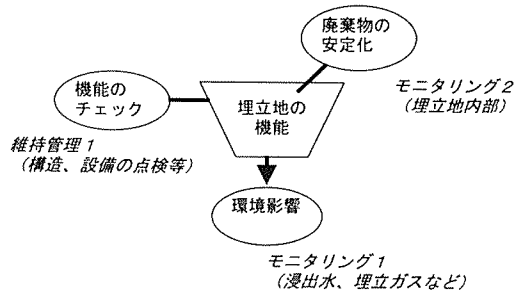 廃棄物の
安定化
機能の
チェック
埋立地の
機能
モニタリング2
(埋立地内部)
維持管理1
(構造、設備の点検等)
環境影響
モニタリング1
(浸出水、埋立ガスなど)